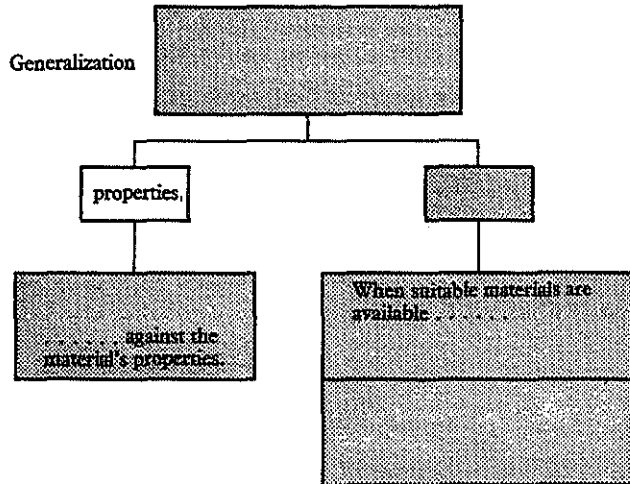 Generalization
properties.
. . . . . . against the
material's properties.
When suitable materials are
available . . . . . .